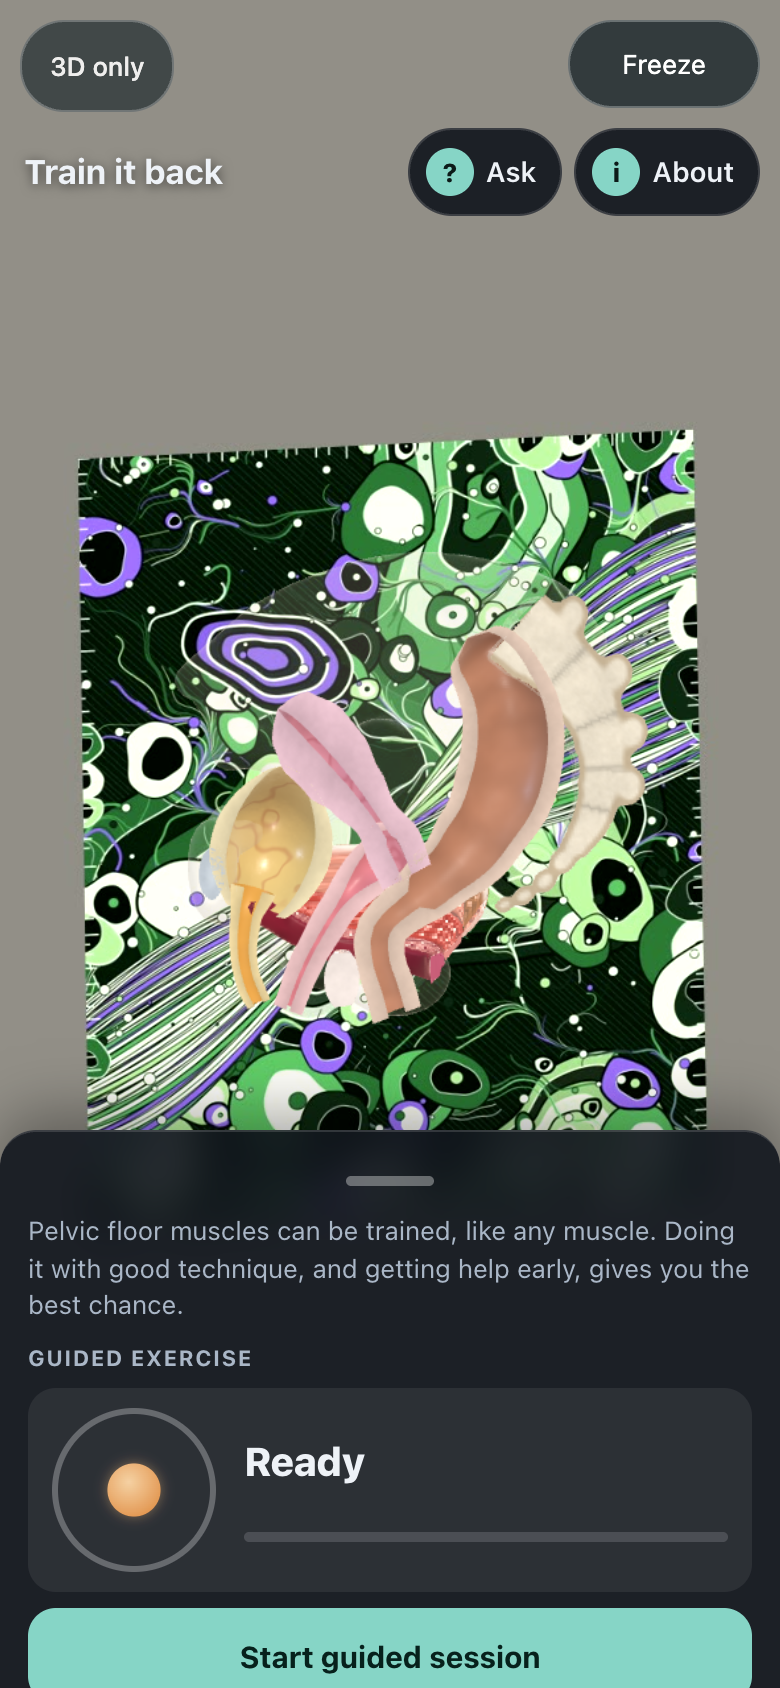 3D only
Freeze
Train it back
? Ask
i About
Pelvic floor muscles can be trained, like any muscle. Doing
it with good technique, and getting help early, gives you the
best chance.
GUIDED EXERCISE
Ready
Start guided session